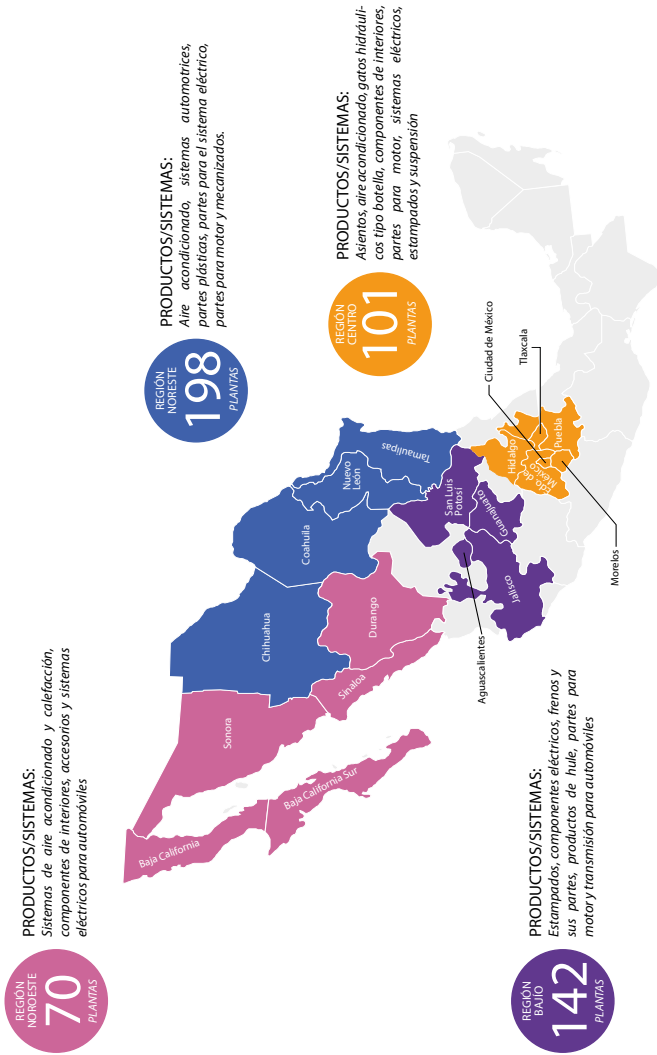 REGIÓN
NOROESTE
70
PLANTAS
PRODUCTOS/SISTEMAS:
Sistemas de aire acondicionado y calefacción,
componentes de interiores, accesorios y sistemas
eléctricos para automóviles
REGIÓN
NORESTE
198
PLANTAS
PRODUCTOS/SISTEMAS:
Aire acondicionado, sistemas automotrices,
partes plásticas, partes para el sistema eléctrico,
partes para motor y mecanizados.
REGIÓN
CENTRO
101
PLANTAS
PRODUCTOS/SISTEMAS:
Asientos, aire acondicionado, gatos hidráuli-
cos tipo botella, componentes de interiores,
partes para motor, sistemas eléctricos,
estampados y suspensión
REGIÓN
BAJÍO
142
PLANTAS
PRODUCTOS/SISTEMAS:
Estampados, componentes eléctricos, frenos y
sus partes, productos de hule, partes para
motor y transmisión para automóviles
Baja California
Baja California Sur
Sonora
Sinaloa
Chihuahua
Durango
Coahuila
Nuevo
León
Tamaulipas
San Luis
Potosí
Guanajuato
Jalisco
Aguascalientes
Hidalgo
Edo. de
México
Puebla
Ciudad de México
Tlaxcala
Morelos